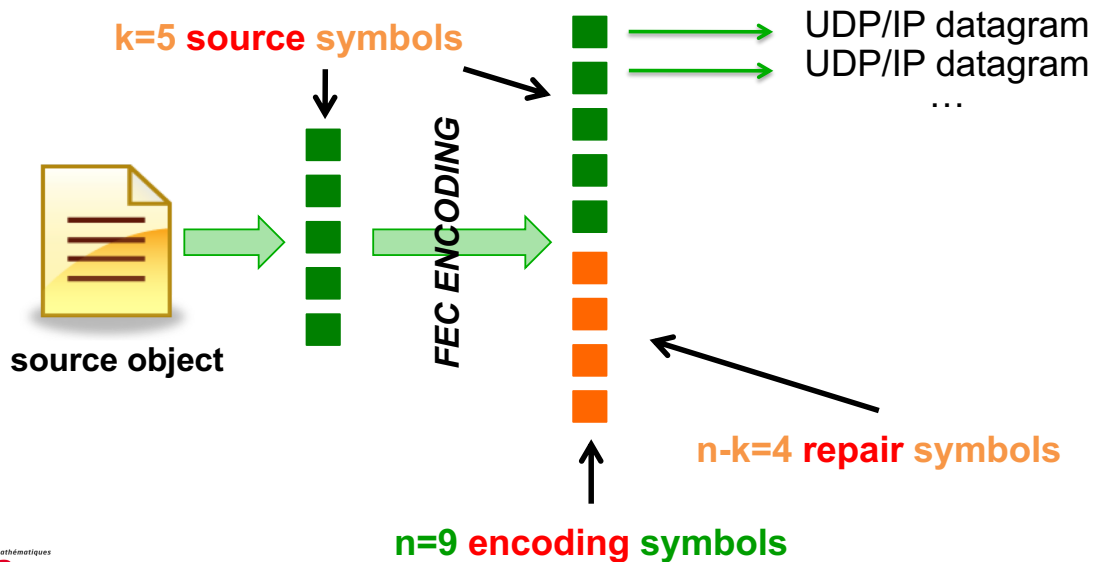 k=5 source symbols
UDP/IP datagram
UDP/IP datagram
...
FEC ENCODING
source object
n-k=4 repair symbols
n=9 encoding symbols